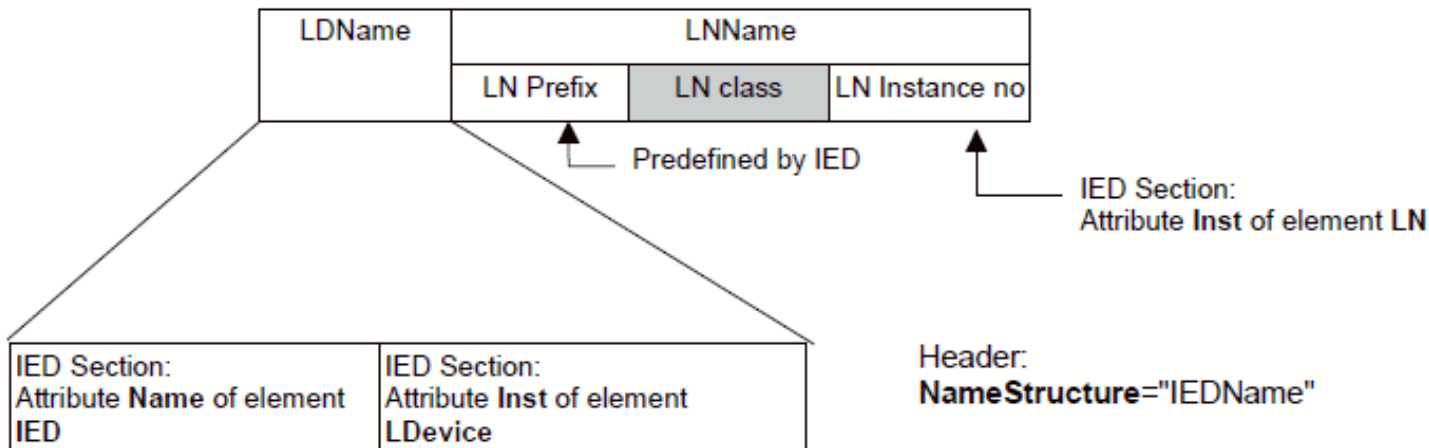 LDName
LNName
LN Prefix
LN class
LN Instance no
Predefined by IED
IED Section:
Attribute Inst of element LN
IED Section:
Attribute Name of element
IED
IED Section:
Attribute Inst of element
LDevice
Header:
NameStructure="IEDName"